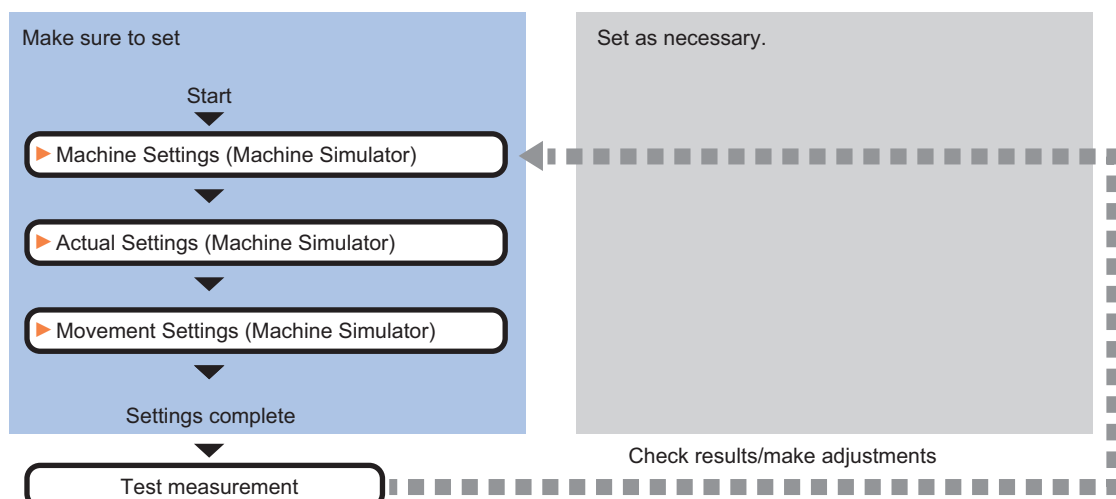 Make sure to set
Start
Machine Settings (Machine Simulator)
Actual Settings (Machine Simulator)
Movement Settings (Machine Simulator)
Settings complete
Test measurement
Set as necessary.
Check results/make adjustments